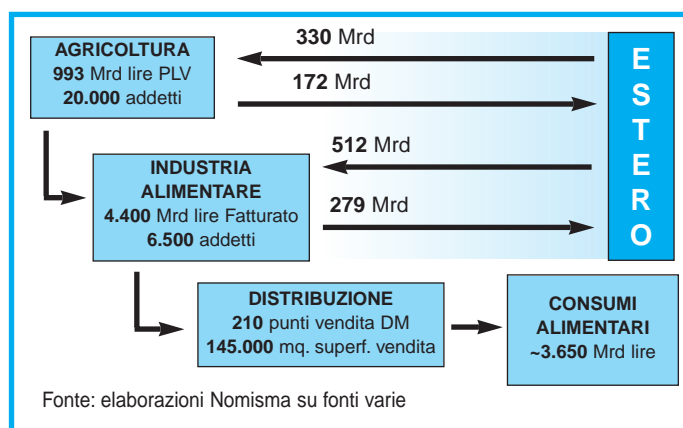 330 Mrd
AGRICOLTURA
993 Mrd lire PLV
20.000 addetti
172 Mrd
512 Mrd
INDUSTRIA
ALIMENTARE
4.400 Mrd lire Fatturato
6.500 addetti
279 Mrd
ESTERO
DISTRIBUZIONE
210 punti vendita DM
145.000 mq. superf. vendita
CONSUMI
ALIMENTARI
~3.650 Mrd lire
Fonte: elaborazioni Nomisma su fonti varie